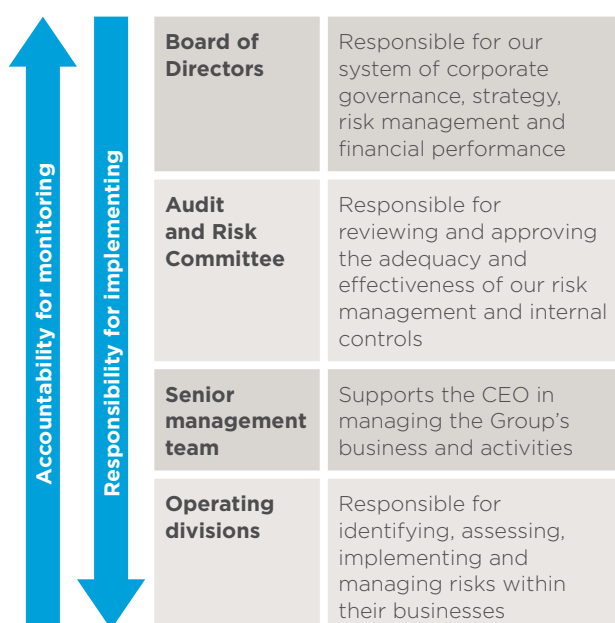 Accountability for monitoring
Responsibility for implementing
Board of
Directors
Responsible for our
system of corporate
governance, strategy,
risk management and
financial performance
Audit
and Risk
Committee
Responsible for
reviewing and approving
the adequacy and
effectiveness of our risk
management and internal
controls
Senior
management
team
Supports the CEO in
managing the Group’s
business and activities
Operating
divisions
Responsible for
identifying, assessing,
implementing and
managing risks within
their businesses